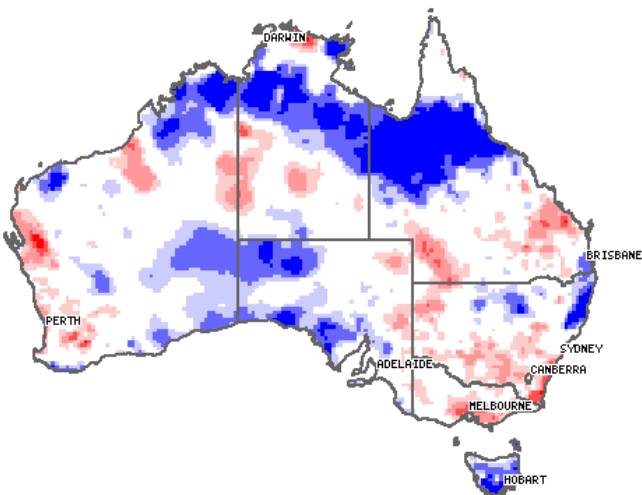 DARWIN
BRISBANE
PERTH
SYDNEY
ADELAIDE
CANBERRA
MELBOURNE
HOBART